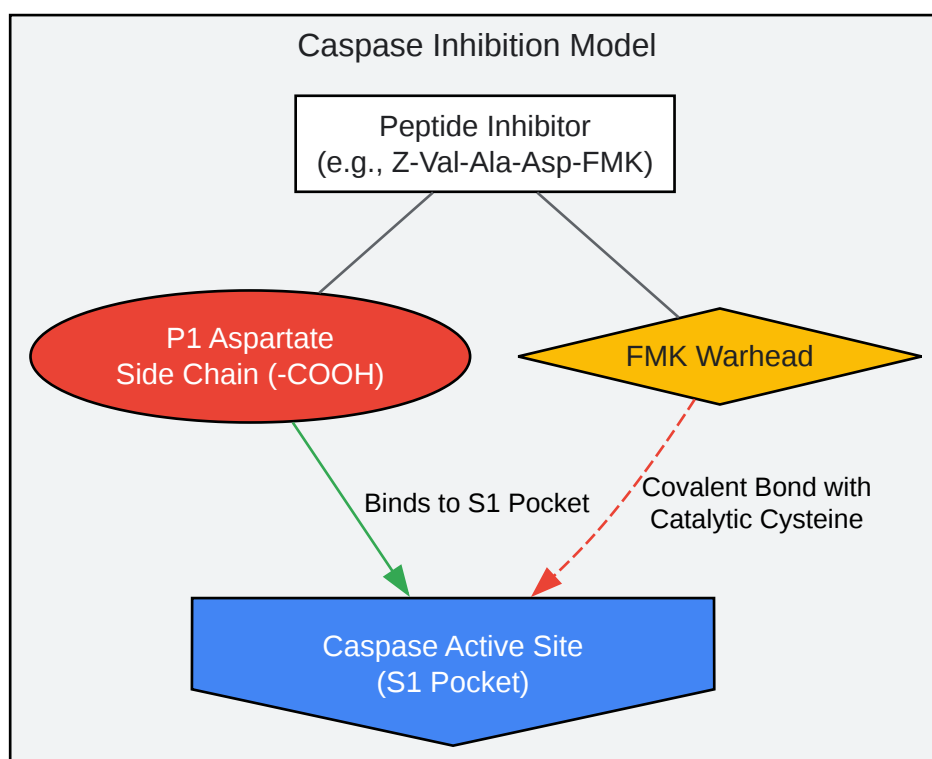 Caspase Inhibition Model
Peptide Inhibitor
(e.g., Z-Val-Ala-Asp-FMK)
P1 Aspartate
Side Chain (-COOH)
FMK Warhead
Binds to S1 Pocket
Covalent Bond with
Catalytic Cysteine
Caspase Active Site
(S1 Pocket)